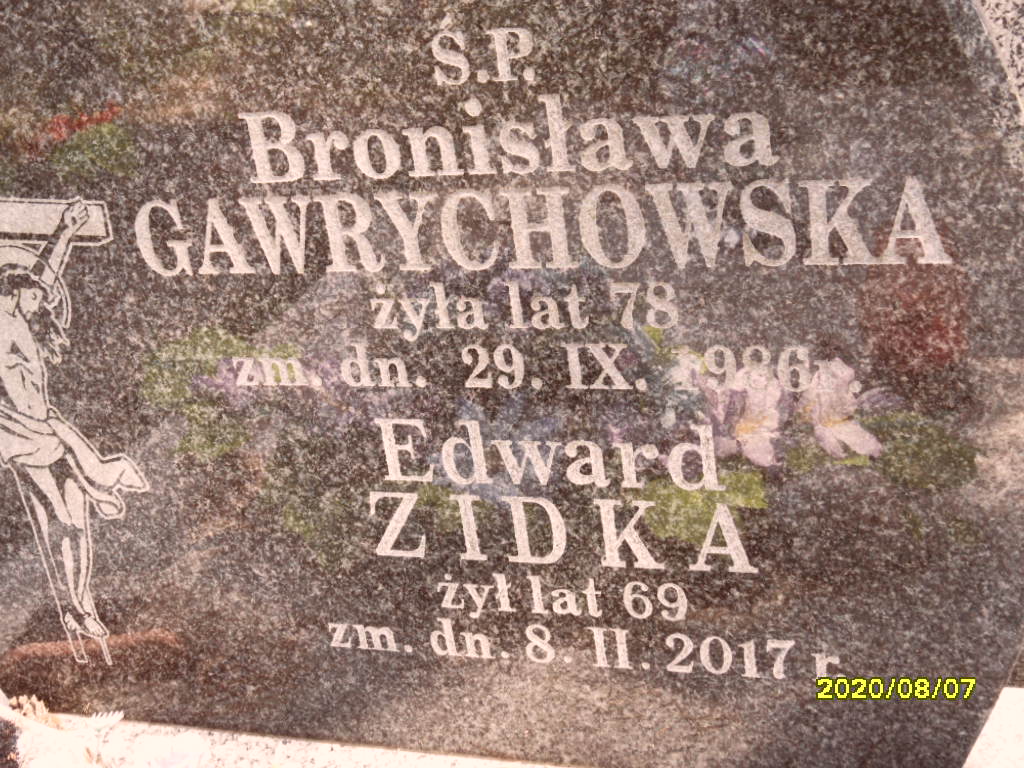 Ś.P.
Bronisława
GAWRYCHOWSKA
żyła lat 78
zm. dn. 29. IX. 1986r.
Edward
ZIDKA
żył lat 69
zm. dn. 8. II. 2017 r.
2020/08/07